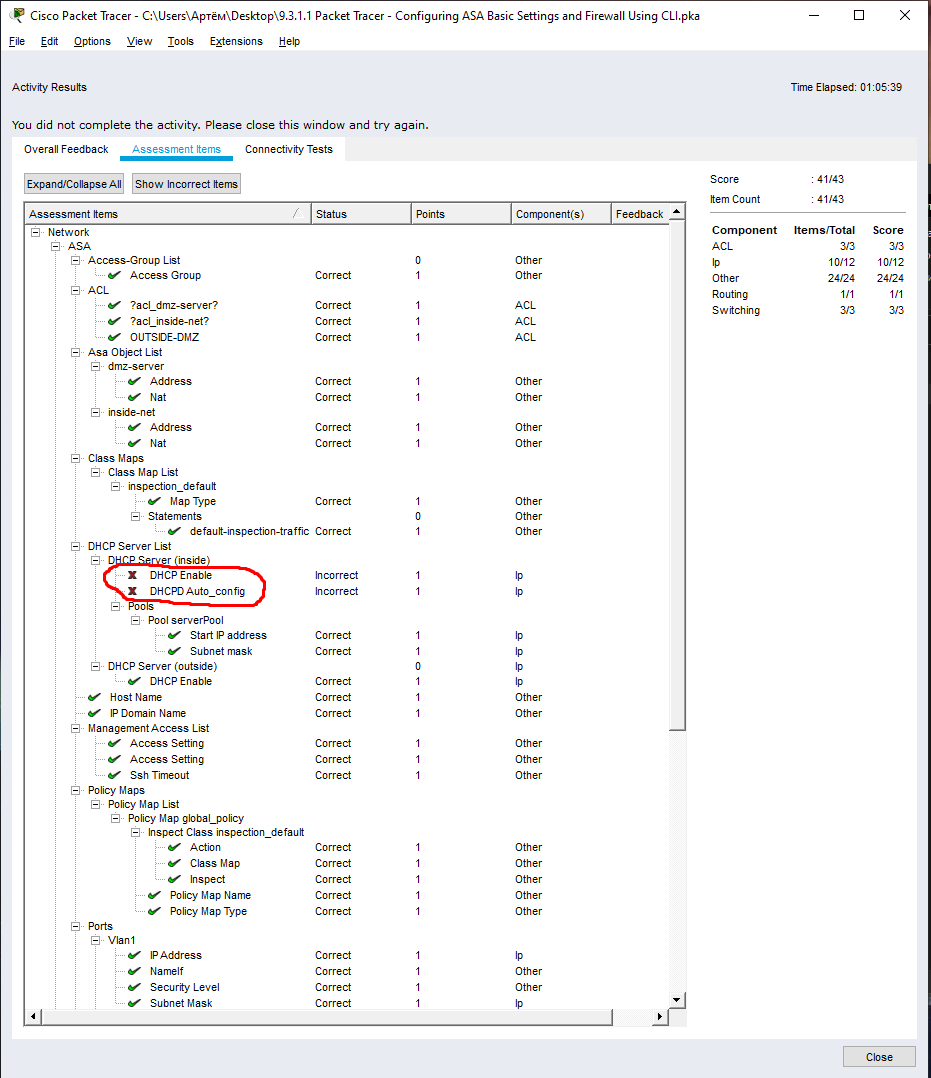 Cisco Packet Tracer - C:\Users\Артём\Desktop\9.3.1.1 Packet Tracer - Configuring ASA Basic Settings and Firewall Using CLI.pka
File Edit Options View Tools Extensions Help
Activity Results Time Elapsed: 01:05:39
You did not complete the activity. Please close this window and try again.
Overall Feedback Assessment Items Connectivity Tests
Expand/Collapse All Show Incorrect Items
Score : 41/43
Item Count : 41/43
Component Items/Total Score
ACL 3/3 3/3
Ip 10/12 10/12
Other 24/24 24/24
Routing 1/1 1/1
Switching 3/3 3/3
Assessment Items Status Points Component(s) Feedback
Network
ASA
Access-Group List 0 Other
Access Group Correct 1 Other
ACL
?acl_dmz-server? Correct 1 ACL
?acl_inside-net? Correct 1 ACL
OUTSIDE-DMZ Correct 1 ACL
Asa Object List
dmz-server
Address Correct 1 Other
Nat Correct 1 Other
inside-net
Address Correct 1 Other
Nat Correct 1 Other
Class Maps
Class Map List
inspection_default
Map Type Correct 1 Other
Statements 0 Other
default-inspection-traffic Correct 1 Other
DHCP Server List
DHCP Server (inside)
DHCP Enable Incorrect 1 Ip
DHCPD Auto_config Incorrect 1 Ip
Pools
Pool serverPool
Start IP address Correct 1 Ip
Subnet mask Correct 1 Ip
DHCP Server (outside) 0 Ip
DHCP Enable Correct 1 Ip
Host Name Correct 1 Other
IP Domain Name Correct 1 Other
Management Access List
Access Setting Correct 1 Other
Access Setting Correct 1 Other
Ssh Timeout Correct 1 Other
Policy Maps
Policy Map List
Policy Map global_policy
Inspect Class inspection_default
Action Correct 1 Other
Class Map Correct 1 Other
Inspect Correct 1 Other
Policy Map Name Correct 1 Other
Policy Map Type Correct 1 Other
Ports
Vlan1
IP Address Correct 1 Ip
NameIf Correct 1 Other
Security Level Correct 1 Other
Subnet Mask Correct 1 Ip
Close